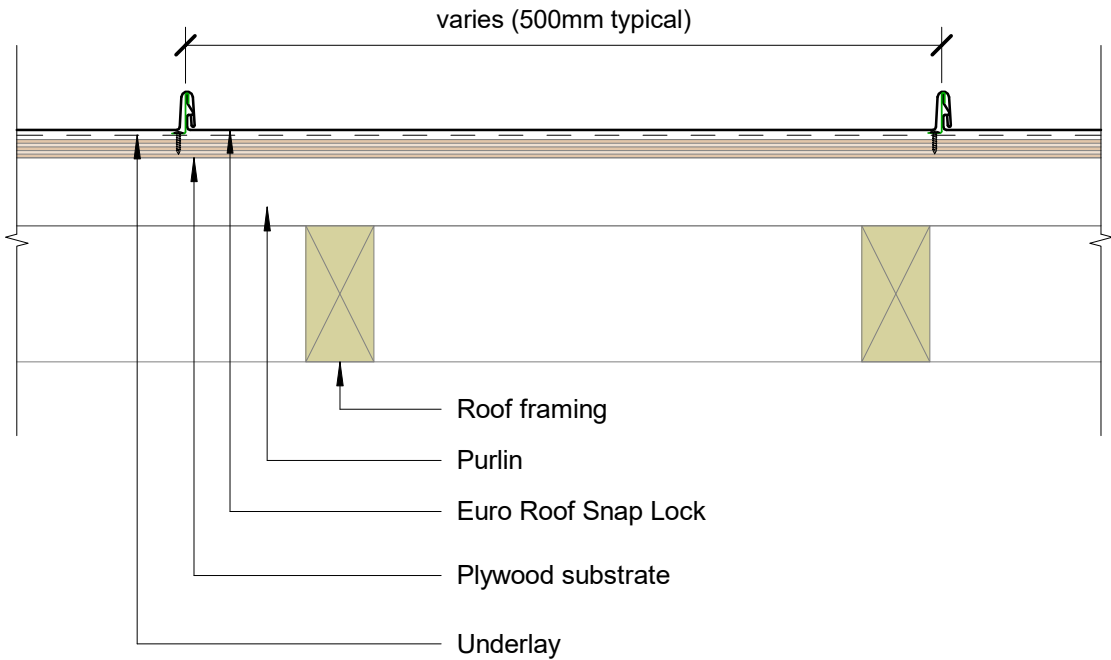 varies (500mm typical)
Roof framing
Purlin
Euro Roof Snap Lock
Plywood substrate
Underlay